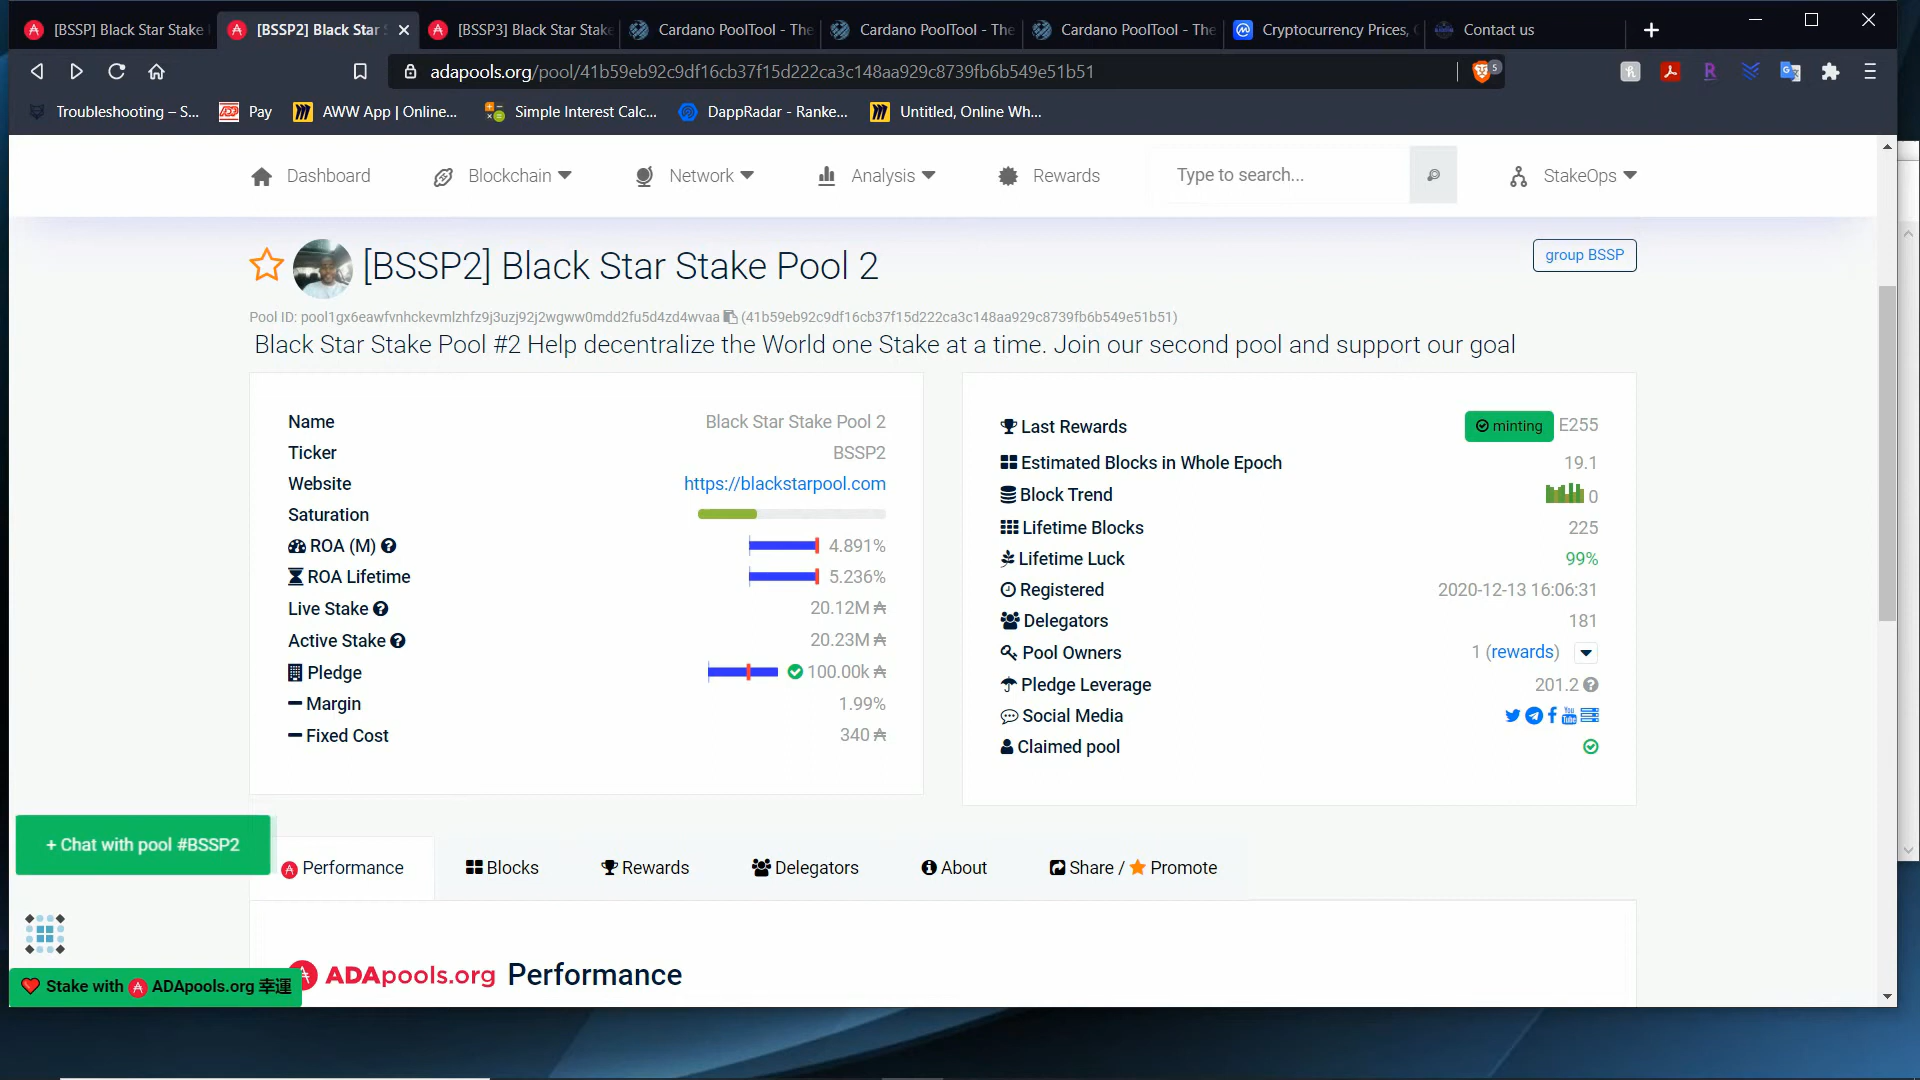 [BSSP] Black Star Stake
[BSSP2] Black Star S
[BSSP3] Black Star Stake
Cardano PoolTool - The
Cardano PoolTool - The
Cardano PoolTool - The
Cryptocurrency Prices,
Contact us
adapools.org/pool/41b59eb92c9df16cb37f15d222ca3c148aa929c8739fb6b549e51b51
5
Troubleshooting – S...
Pay
AWW App | Online...
Simple Interest Calc...
DappRadar - Ranke...
Untitled, Online Wh...
Dashboard
Blockchain
Network
Analysis
Rewards
Type to search...
StakeOps
[BSSP2] Black Star Stake Pool 2
group BSSP
Pool ID: pool1gx6eawfvnhckevmlzhfz9j3uzj92j2wgww0mdd2fu5d4zd4wvaa (41b59eb92c9df16cb37f15d222ca3c148aa929c8739fb6b549e51b51)
Black Star Stake Pool #2 Help decentralize the World one Stake at a time. Join our second pool and support our goal
Name Black Star Stake Pool 2
Ticker BSSP2
Website https://blackstarpool.com
Saturation
ROA (M) 4.891%
ROA Lifetime 5.236%
Live Stake 20.12M ₳
Active Stake 20.23M ₳
Pledge 100.00k ₳
Margin 1.99%
Fixed Cost 340 ₳
Last Rewards minting E255
Estimated Blocks in Whole Epoch 19.1
Block Trend 0
Lifetime Blocks 225
Lifetime Luck 99%
Registered 2020-12-13 16:06:31
Delegators 181
Pool Owners 1 (rewards)
Pledge Leverage 201.2
Social Media
Claimed pool
+ Chat with pool #BSSP2
Performance
Blocks
Rewards
Delegators
About
Share / Promote
ADApools.org Performance
Stake with ADApools.org 幸運